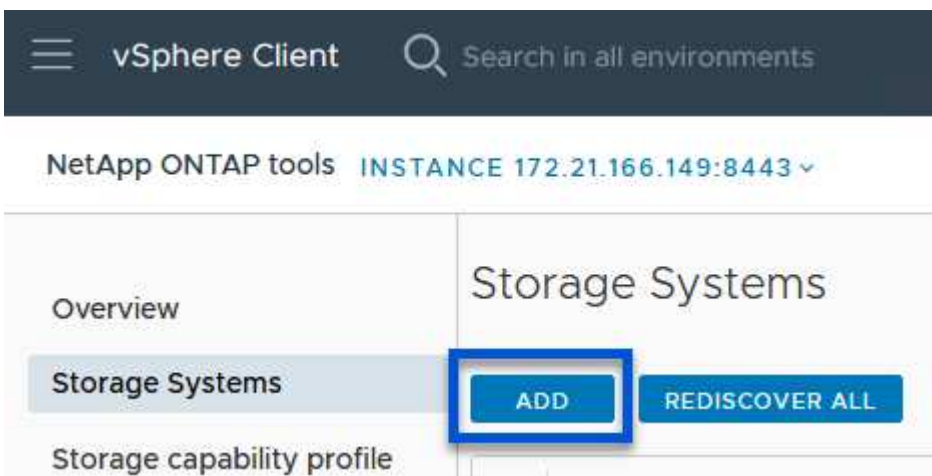 vSphere Client
Search in all environments
NetApp ONTAP tools INSTANCE 172.21.166.149:8443
Overview
Storage Systems
Storage capability profile
Storage Systems
ADD
REDISCOVER ALL